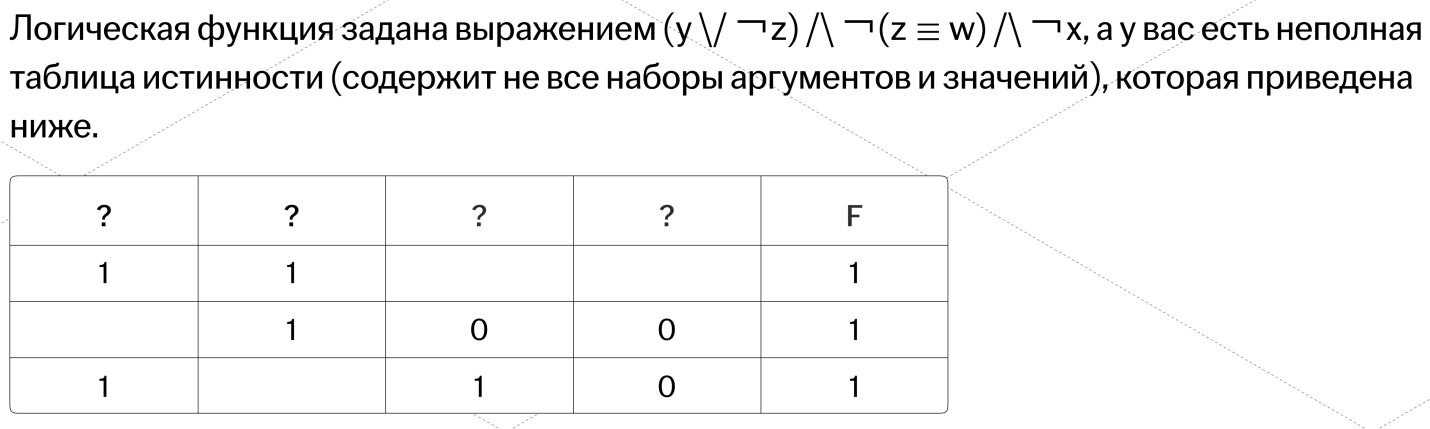 Логическая функция задана выражением (y \/ ¬z) /\ ¬(z ≡ w) /\ ¬x, а у вас есть неполная
таблица истинности (содержит не все наборы аргументов и значений), которая приведена
ниже.
? ? ? ? F
1 1 1
1 0 0 1
1 1 0 1